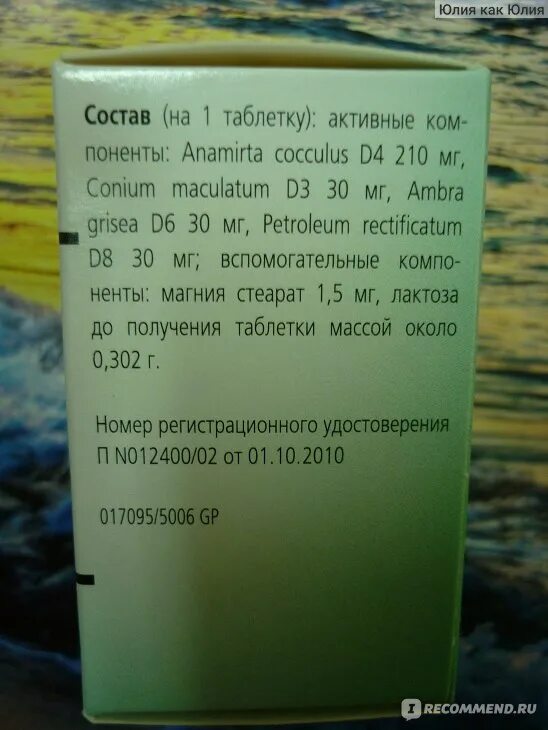 Юлия как Юлия
Состав (на 1 таблетку): активные ком-
поненты: Anamirta cocculus D4 210 мг,
Conium maculatum D3 30 мг, Ambra
grisea D6 30 мг, Petroleum rectificatum
D8 30 мг; вспомогательные компо-
ненты: магния стеарат 1,5 мг, лактоза
до получения таблетки массой около
0,302 г.
Номер регистрационного удостоверения
П N012400/02 от 01.10.2010
017095/5006 GP
IRECOMMEND.RU